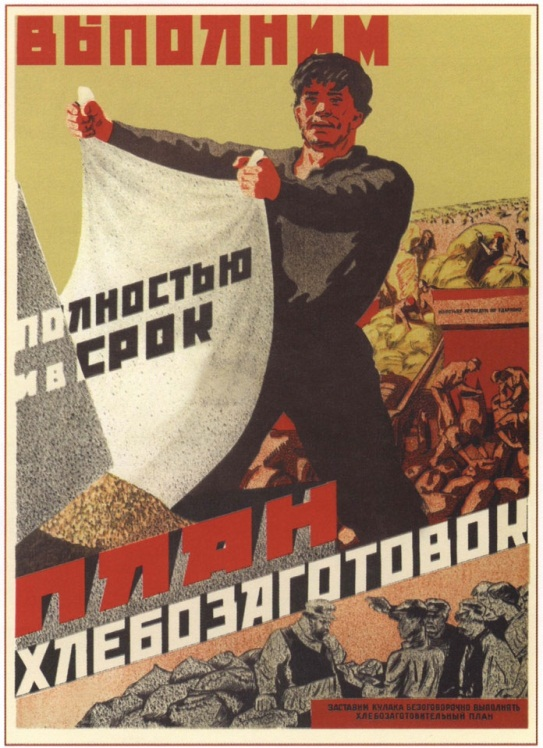 ВЫПОЛНИМ
ПОЛНОСТЬЮ
И В СРОК
ПЛАН
ХЛЕБОЗАГОТОВОК
ЗАСТАВИМ КУЛАКА БЕЗОГОВОРОЧНО ВЫПОЛНЯТЬ
ХЛЕБОЗАГОТОВИТЕЛЬНЫЙ ПЛАН